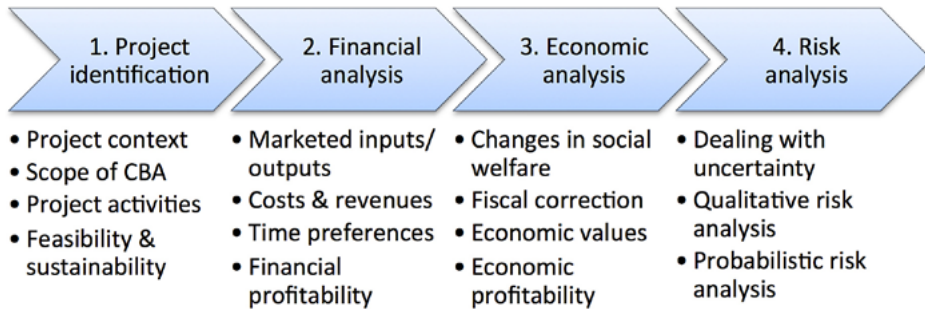 1. Project
identification
2. Financial
analysis
3. Economic
analysis
4. Risk
analysis
• Project context
• Scope of CBA
• Project activities
• Feasibility &
sustainability
• Marketed inputs/
outputs
• Costs & revenues
• Time preferences
• Financial
profitability
• Changes in social
welfare
• Fiscal correction
• Economic values
• Economic
profitability
• Dealing with
uncertainty
• Qualitative risk
analysis
• Probabilistic risk
analysis